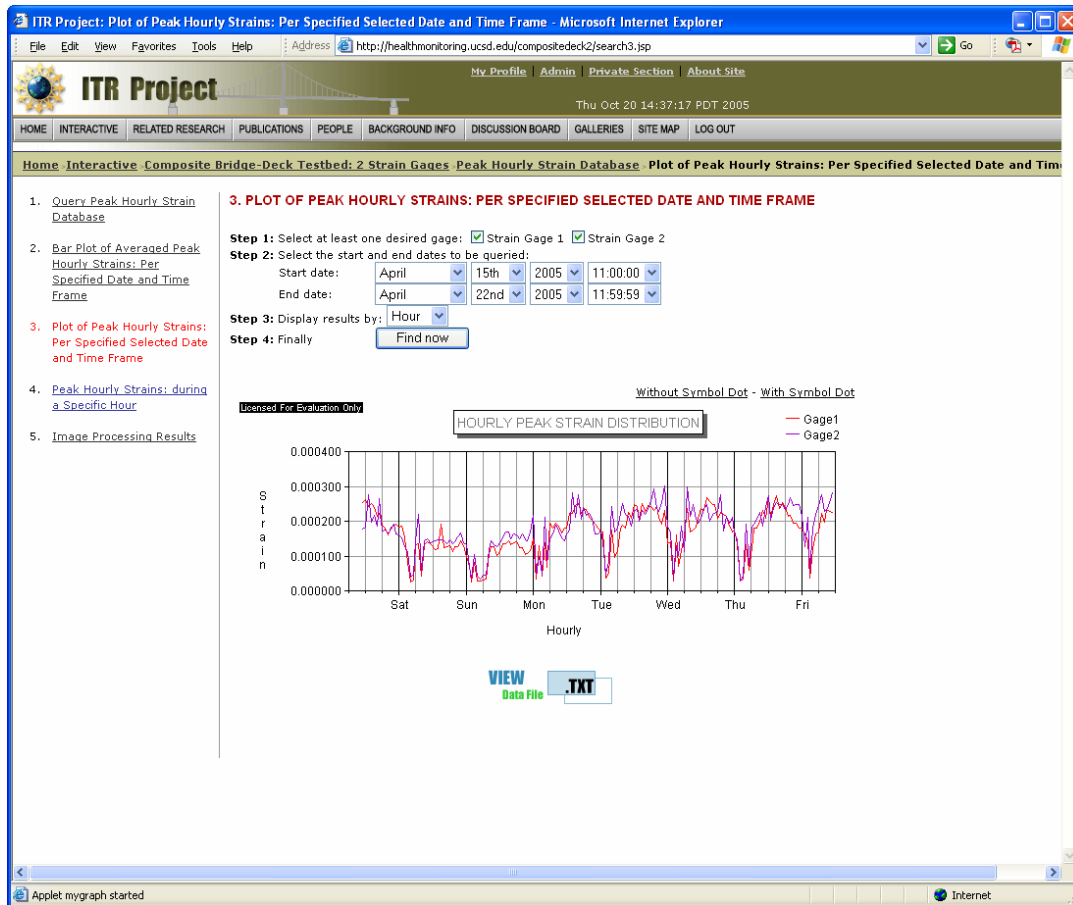 ITR Project: Plot of Peak Hourly Strains: Per Specified Selected Date and Time Frame - Microsoft Internet Explorer
File Edit View Favorites Tools Help Address http://healthmonitoring.ucsd.edu/compositedeck2/search3.jsp Go
My Profile | Admin | Private Section | About Site
ITR Project
Thu Oct 20 14:37:17 PDT 2005
HOME INTERACTIVE RELATED RESEARCH PUBLICATIONS PEOPLE BACKGROUND INFO DISCUSSION BOARD GALLERIES SITE MAP LOG OUT
Home Interactive Composite Bridge-Deck Testbed: 2 Strain Gages Peak Hourly Strain Database Plot of Peak Hourly Strains: Per Specified Selected Date and Tim
1. Query Peak Hourly Strain
Database
2. Bar Plot of Averaged Peak
Hourly Strains: Per
Specified Date and Time
Frame
3. Plot of Peak Hourly Strains:
Per Specified Selected Date
and Time Frame
4. Peak Hourly Strains: during
a Specific Hour
5. Image Processing Results
3. PLOT OF PEAK HOURLY STRAINS: PER SPECIFIED SELECTED DATE AND TIME FRAME
Step 1: Select at least one desired gage: Strain Gage 1 Strain Gage 2
Step 2: Select the start and end dates to be queried:
Start date: April 15th 2005 11:00:00
End date: April 22nd 2005 11:59:59
Step 3: Display results by: Hour
Step 4: Finally Find now
Without Symbol Dot - With Symbol Dot
Licensed For Evaluation Only
HOURLY PEAK STRAIN DISTRIBUTION
Gage1
Gage2
Strain
0.000400
0.000300
0.000200
0.000100
0.000000
Sat Sun Mon Tue Wed Thu Fri
Hourly
VIEW
Data File
.TXT
Applet mygraph started Internet